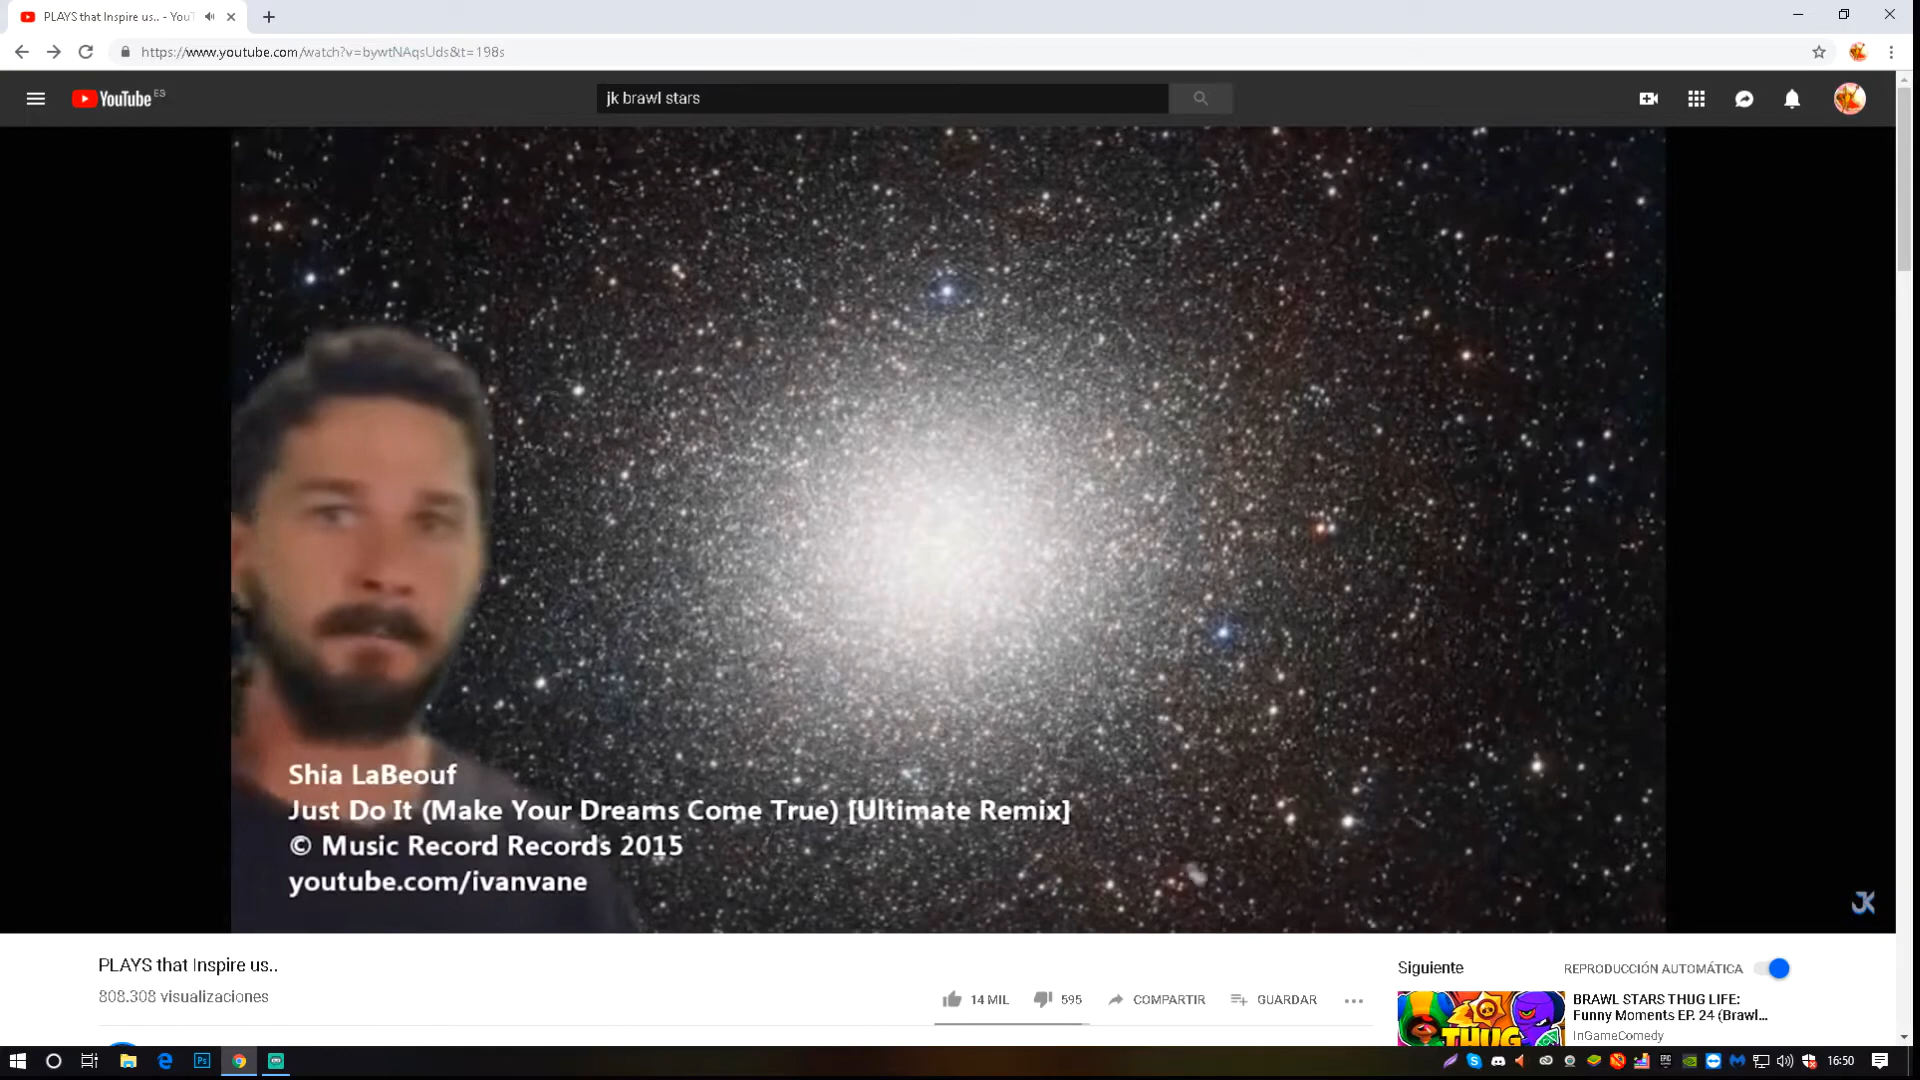 PLAYS that Inspire us.. - YouT
https://www.youtube.com/watch?v=bywtNAqsUds&t=198s
YouTube ES
jk brawl stars
Shia LaBeouf
Just Do It (Make Your Dreams Come True) [Ultimate Remix]
© Music Record Records 2015
youtube.com/ivanvane
JK
PLAYS that Inspire us..
808.308 visualizaciones
14 MIL
595
COMPARTIR
GUARDAR
Siguiente
REPRODUCCIÓN AUTOMÁTICA
THUG
BRAWL STARS THUG LIFE:
Funny Moments EP. 24 (Brawl...
InGameComedy
Ps
16:50